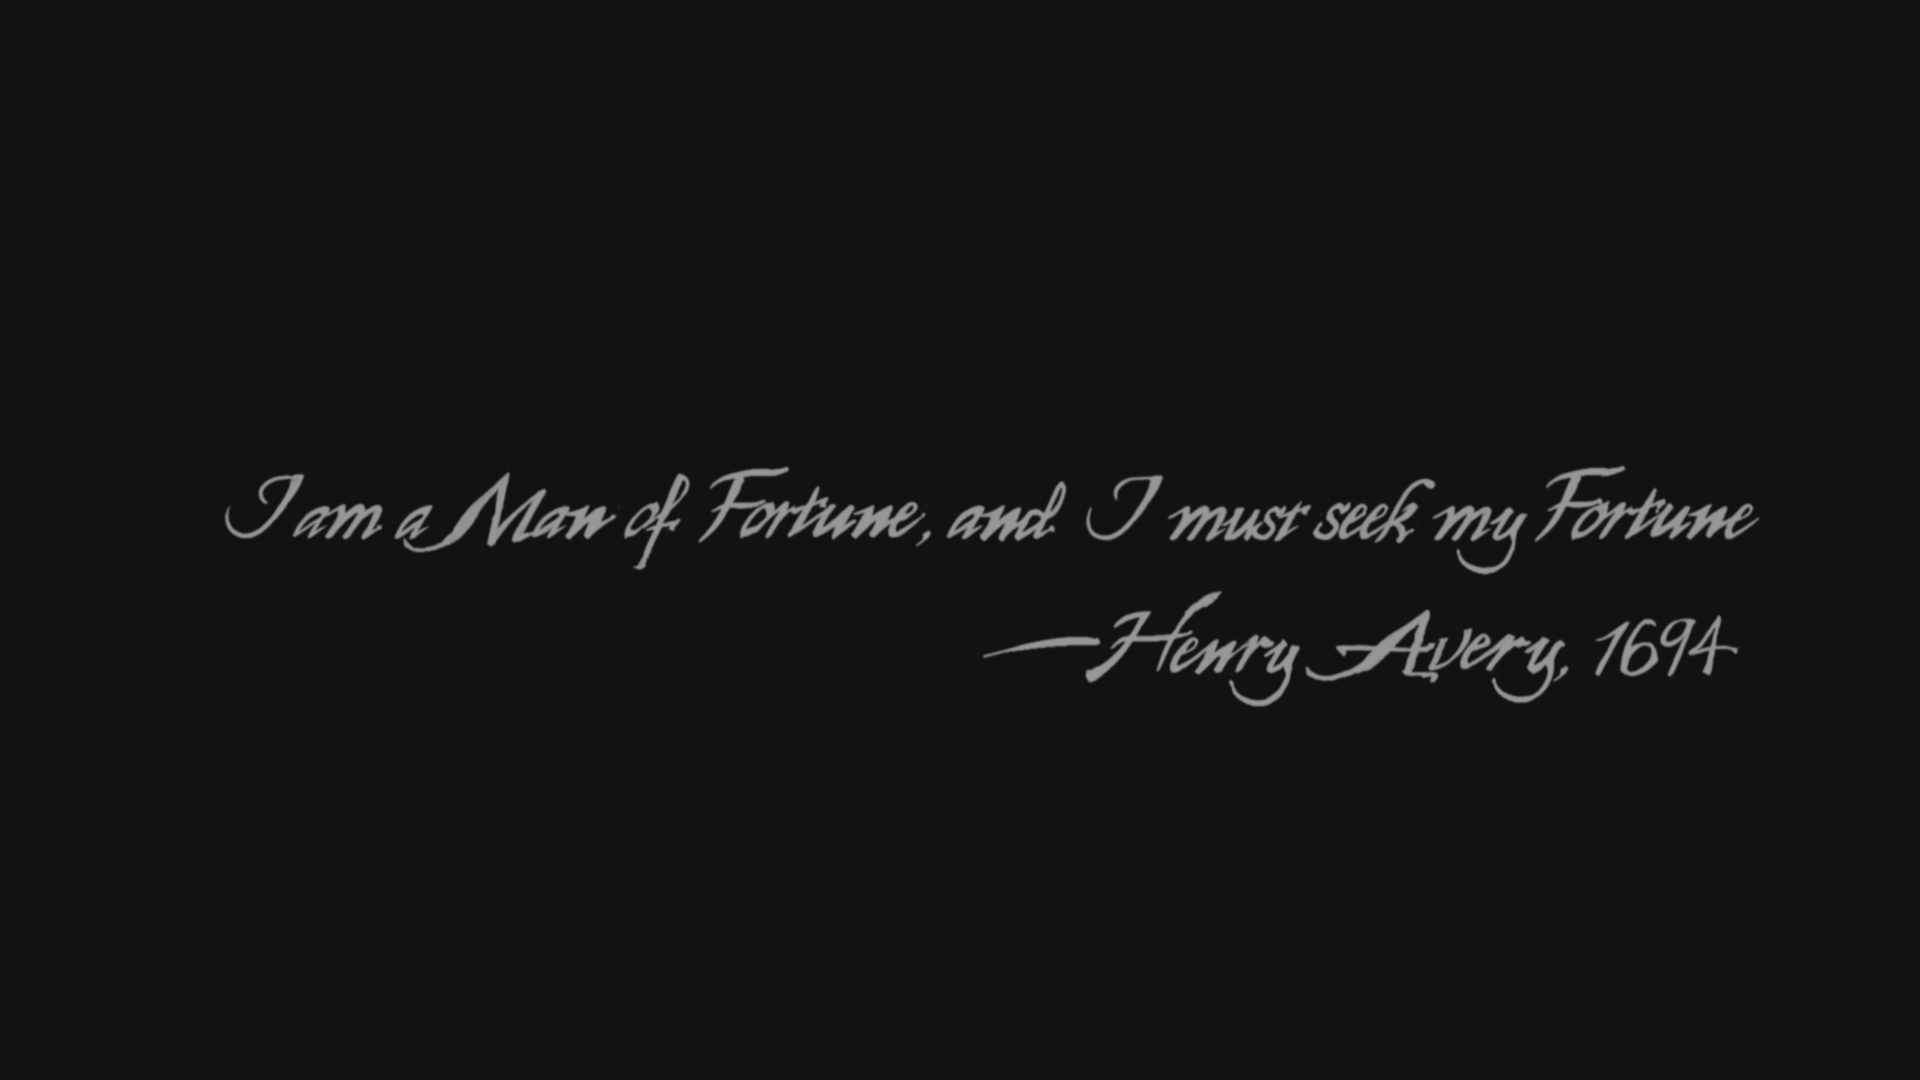 I am a Man of Fortune, and I must seek my Fortune
—Henry Avery, 1694